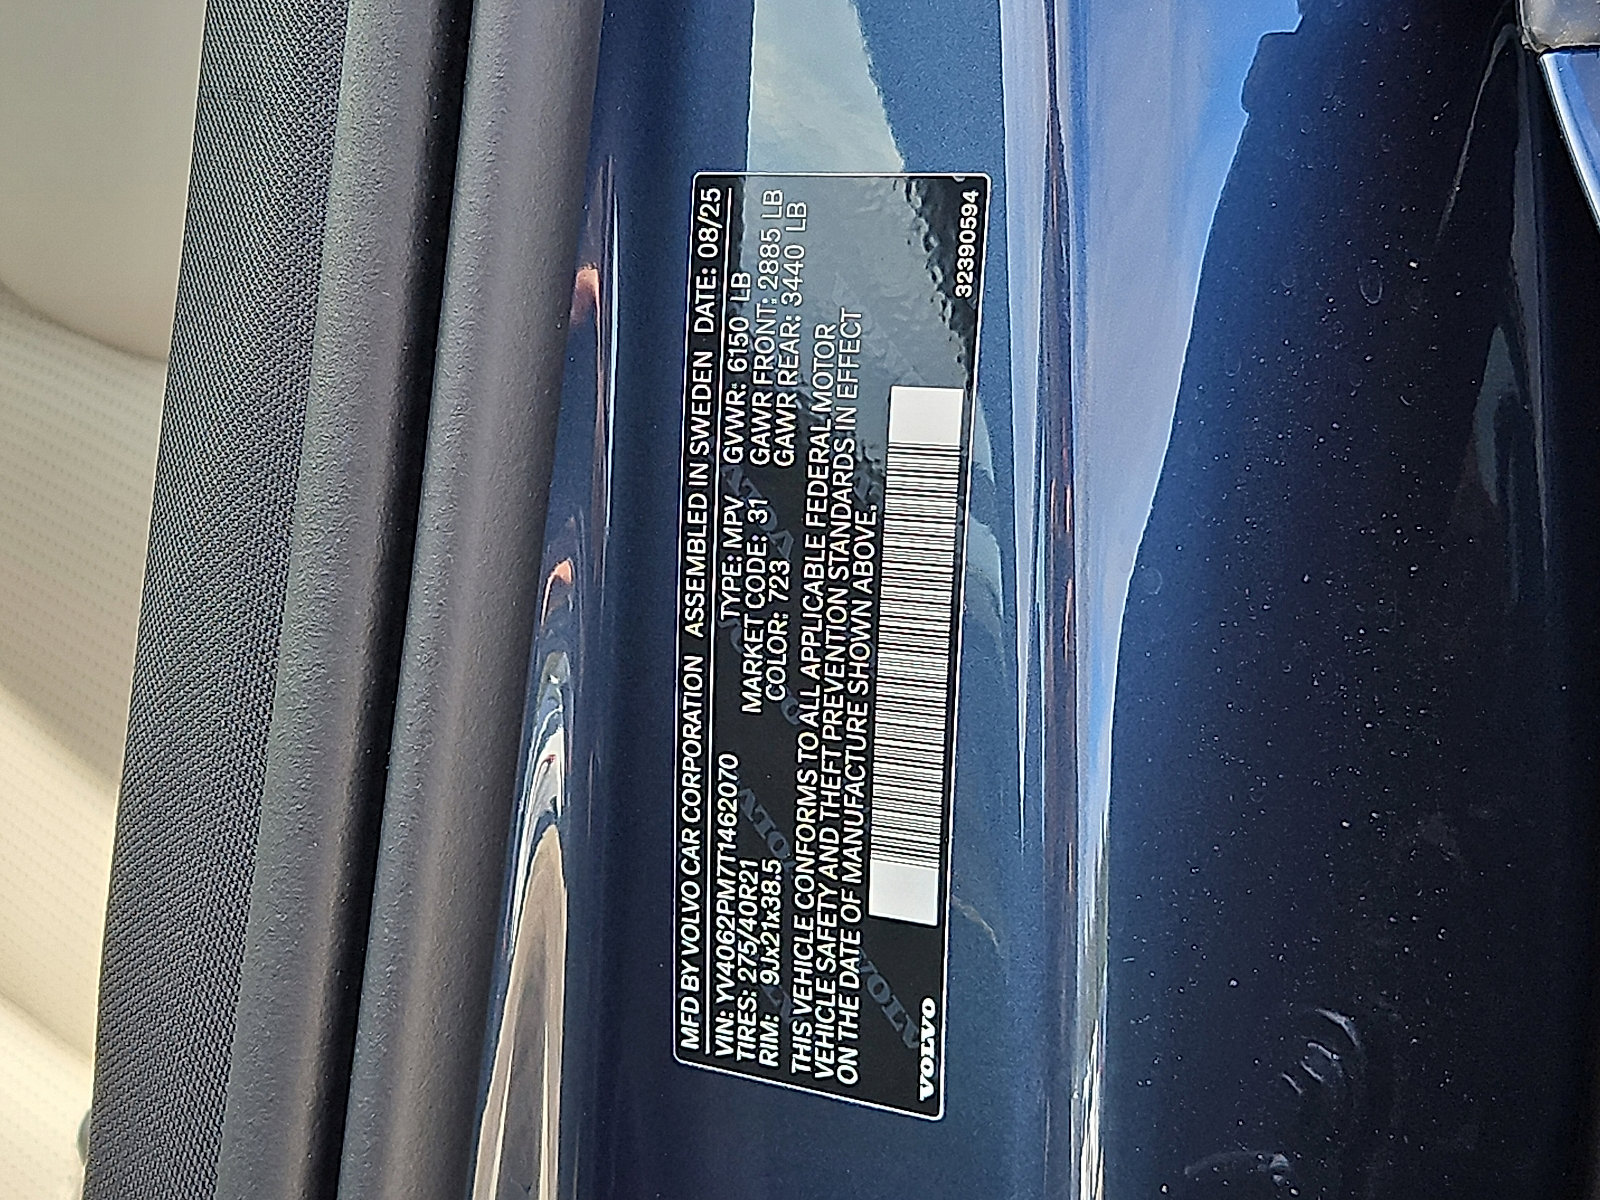 MFD BY VOLVO CAR CORPORATION ASSEMBLED IN SWEDEN DATE: 08/25
VIN: YV4062PM7T1462070 TYPE: MPV GVWR: 6150 LB
TIRES: 275/40R21 MARKET CODE: 31 GAWR FRONT: 2885 LB
RIM: 9Jx21x38.5 COLOR: 723 GAWR REAR: 3440 LB
THIS VEHICLE CONFORMS TO ALL APPLICABLE FEDERAL MOTOR
VEHICLE SAFETY AND THEFT PREVENTION STANDARDS IN EFFECT
ON THE DATE OF MANUFACTURE SHOWN ABOVE.
VOLVO
32390594